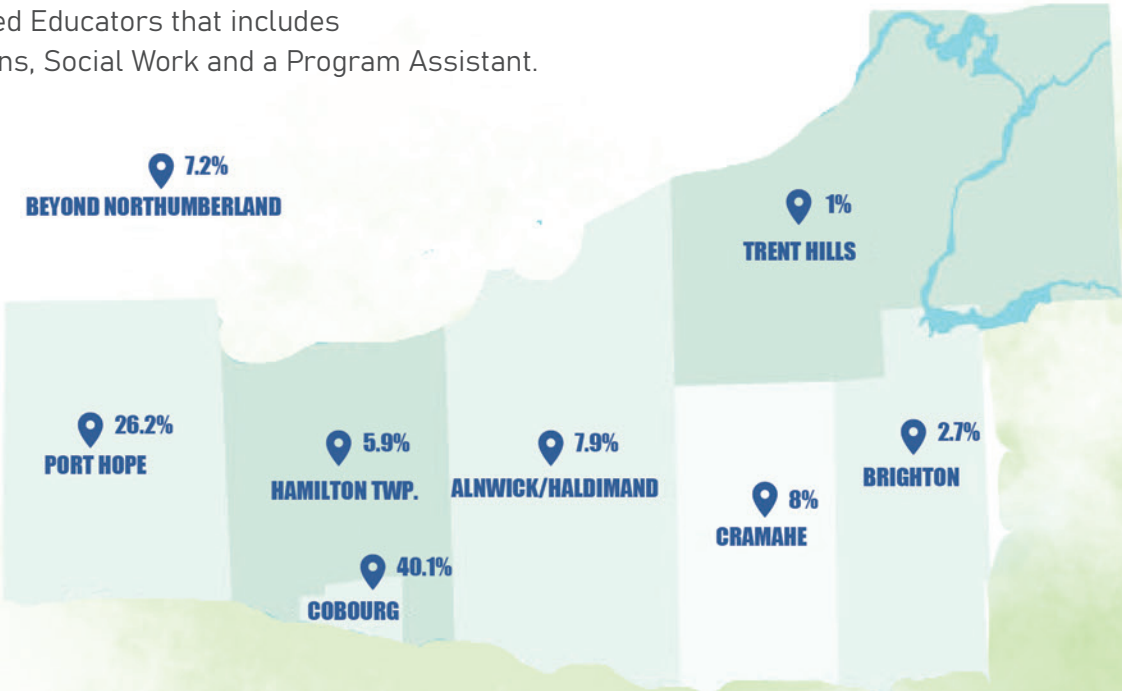 ed Educators that includes
ns, Social Work and a Program Assistant.
7.2%
BEYOND NORTHUMBERLAND
1%
TRENT HILLS
26.2%
PORT HOPE
5.9%
HAMILTON TWP.
7.9%
ALNWICK/HALDIMAND
2.7%
BRIGHTON
8%
CRAMAHE
40.1%
COBOURG